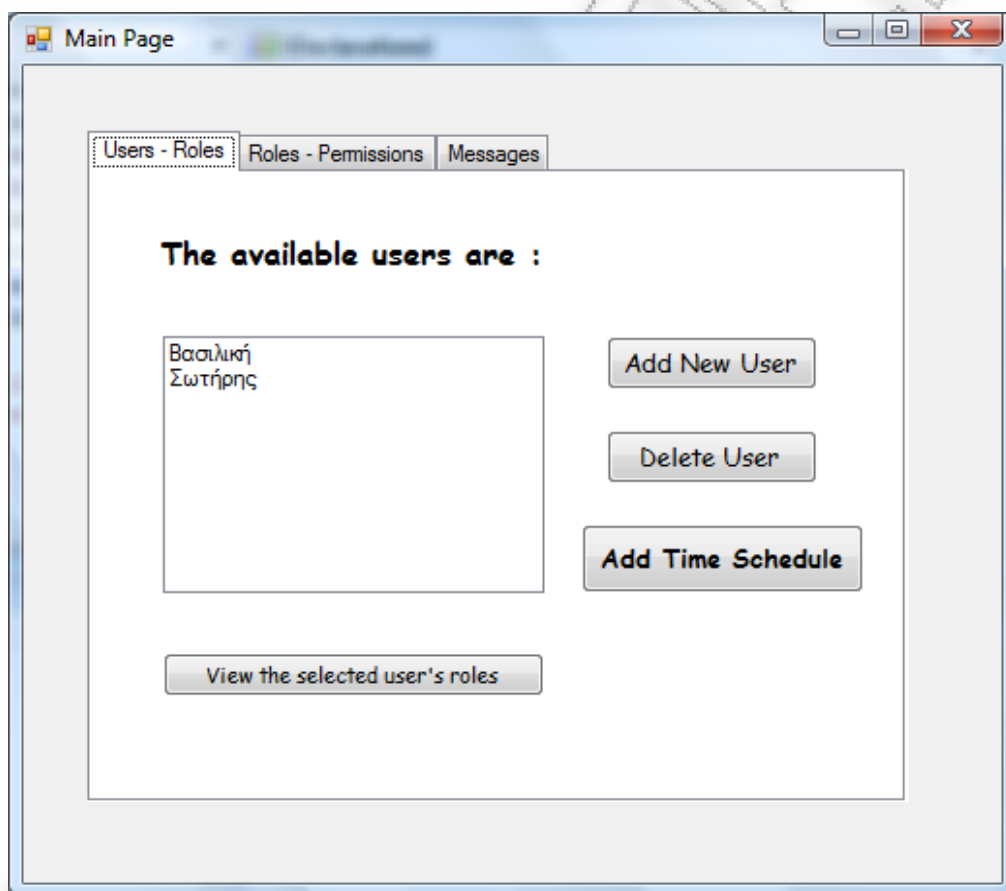 Main Page
Users - Roles
Roles - Permissions
Messages
The available users are :
Βασιλική
Σωτήρης
Add New User
Delete User
Add Time Schedule
View the selected user's roles